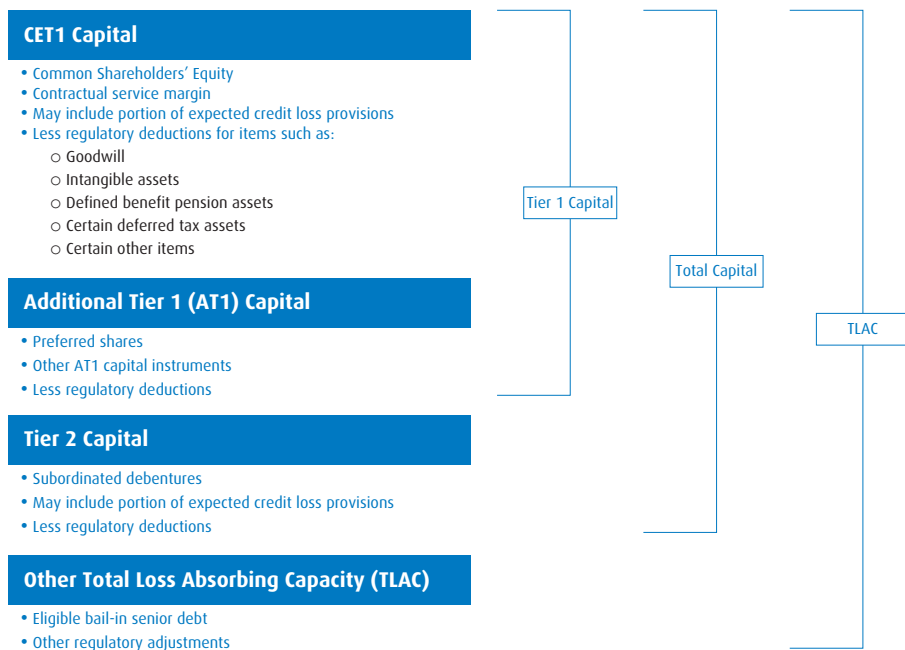 CET1 Capital
• Common Shareholders’ Equity
• Contractual service margin
• May include portion of expected credit loss provisions
• Less regulatory deductions for items such as:
○ Goodwill
○ Intangible assets
○ Defined benefit pension assets
○ Certain deferred tax assets
○ Certain other items
Additional Tier 1 (AT1) Capital
• Preferred shares
• Other AT1 capital instruments
• Less regulatory deductions
Tier 2 Capital
• Subordinated debentures
• May include portion of expected credit loss provisions
• Less regulatory deductions
Other Total Loss Absorbing Capacity (TLAC)
• Eligible bail-in senior debt
• Other regulatory adjustments
Tier 1 Capital
Total Capital
TLAC